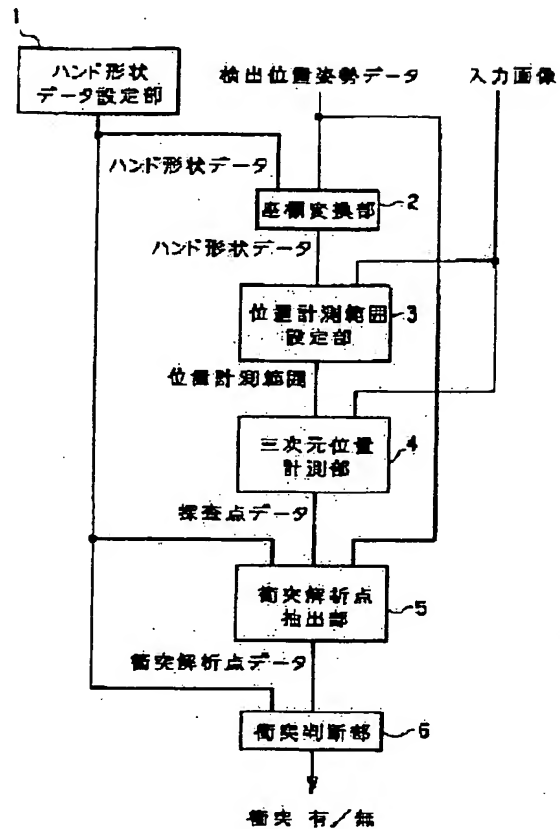 1
ハンド形状
データ設定部
検出位置姿勢データ
入力画像
ハンド形状データ
座標変換部
2
ハンド形状データ
位置計測範囲
設定部
3
位置計測範囲
三次元位置
計測部
4
探査点データ
衝突解析点
抽出部
5
衝突解析点データ
衝突判断部
6
衝突 有/無